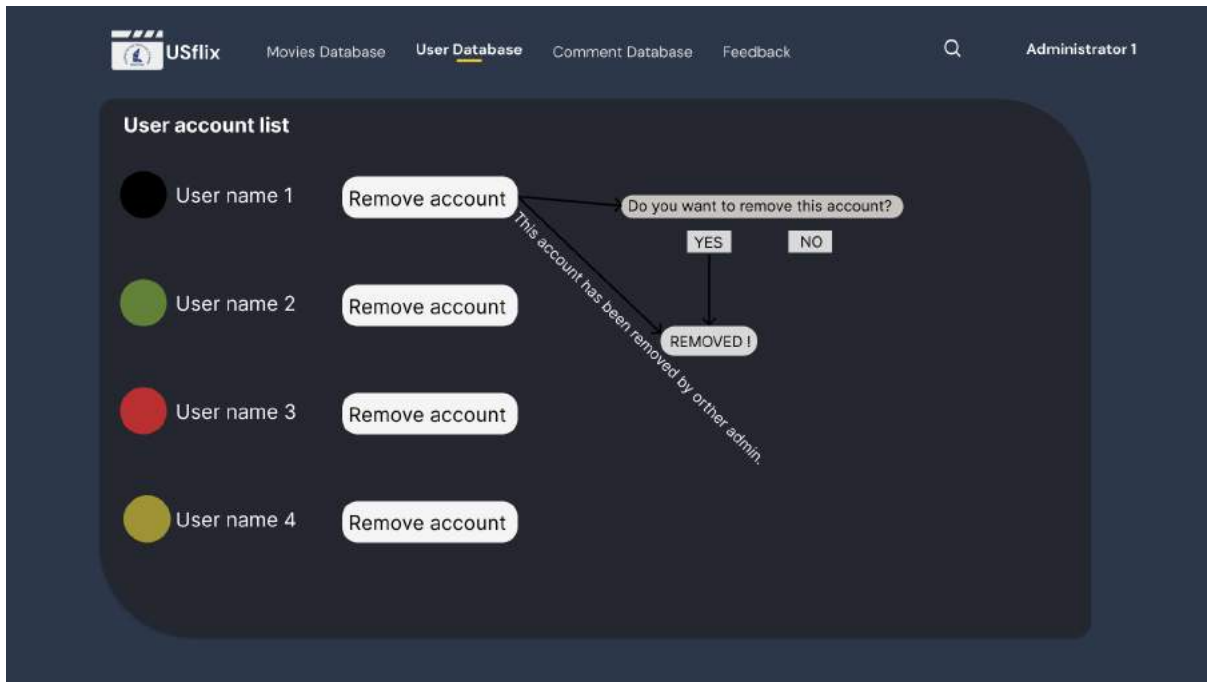 USflix
Movies Database
User Database
Comment Database
Feedback
Administrator 1
User account list
User name 1
Remove account
Do you want to remove this account?
YES
NO
This account has been removed by orther admin.
REMOVED !
User name 2
Remove account
User name 3
Remove account
User name 4
Remove account